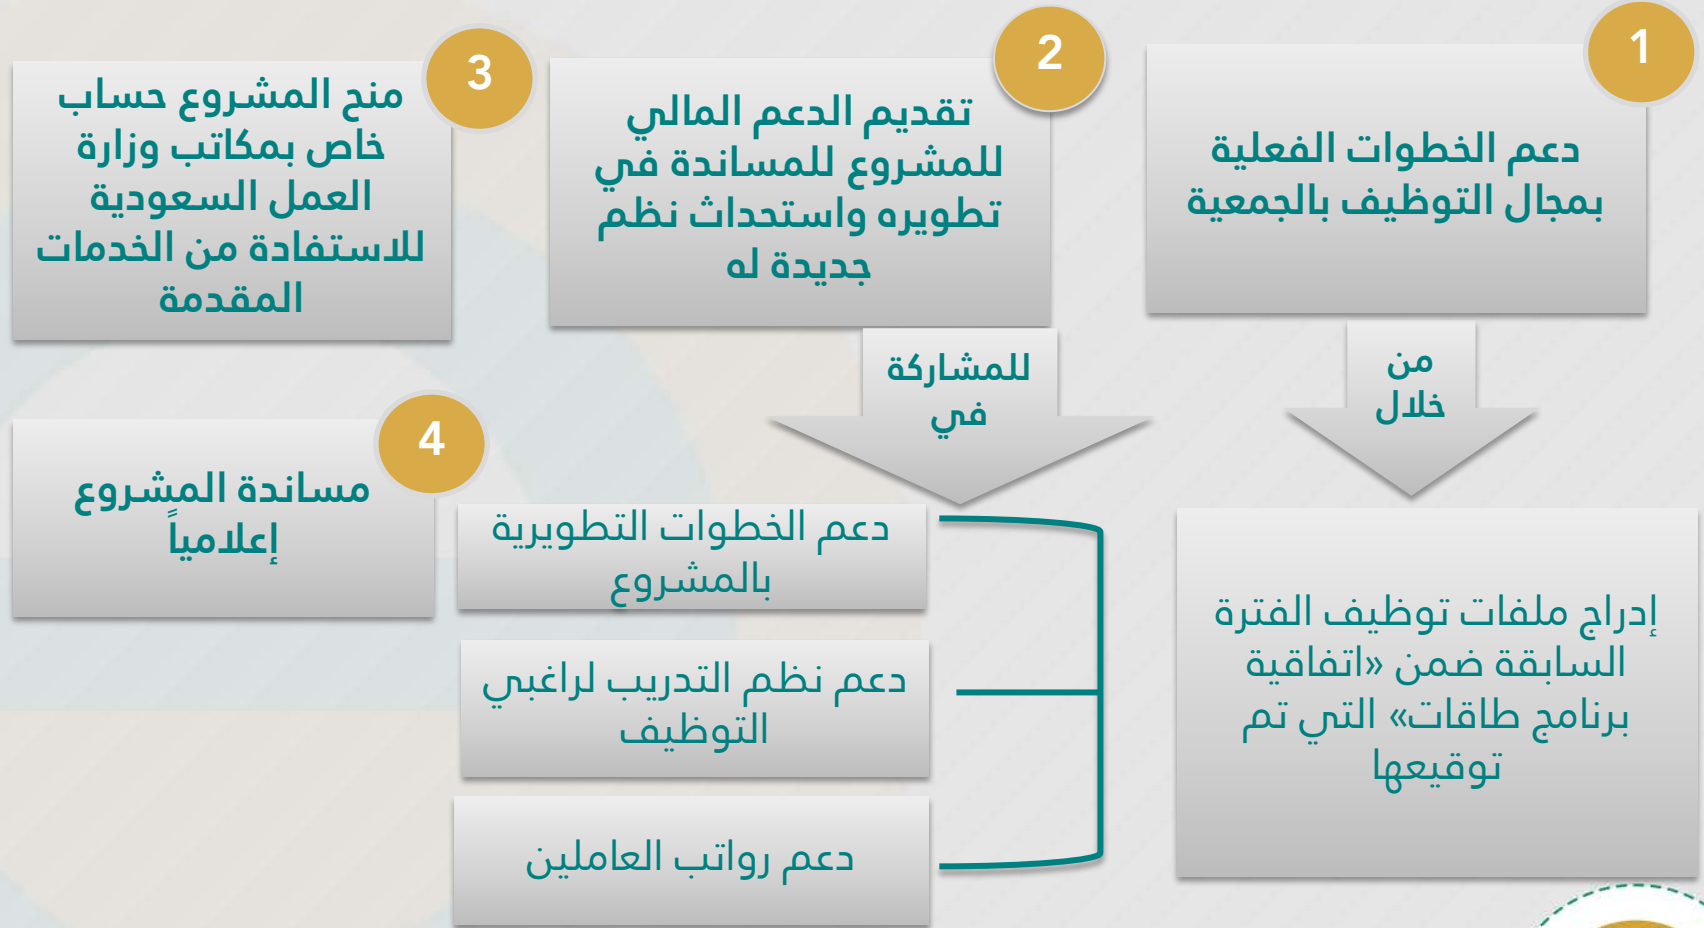 1
دعم الخطوات الفعلية
بمجال التوظيف بالجمعية
من
خلال
إدراج ملفات توظيف الفترة
السابقة ضمن «اتفاقية
برنامج طاقات» التي تم
توقيعها
2
تقديم الدعم المالي
للمشروع للمساندة في
تطويره واستحداث نظم
جديدة له
للمشاركة
في
دعم الخطوات التطويرية
بالمشروع
دعم نظم التدريب لراغبي
التوظيف
دعم رواتب العاملين
3
منح المشروع حساب
خاص بمكاتب وزارة
العمل السعودية
للاستفادة من الخدمات
المقدمة
4
مساندة المشروع
إعلامياً